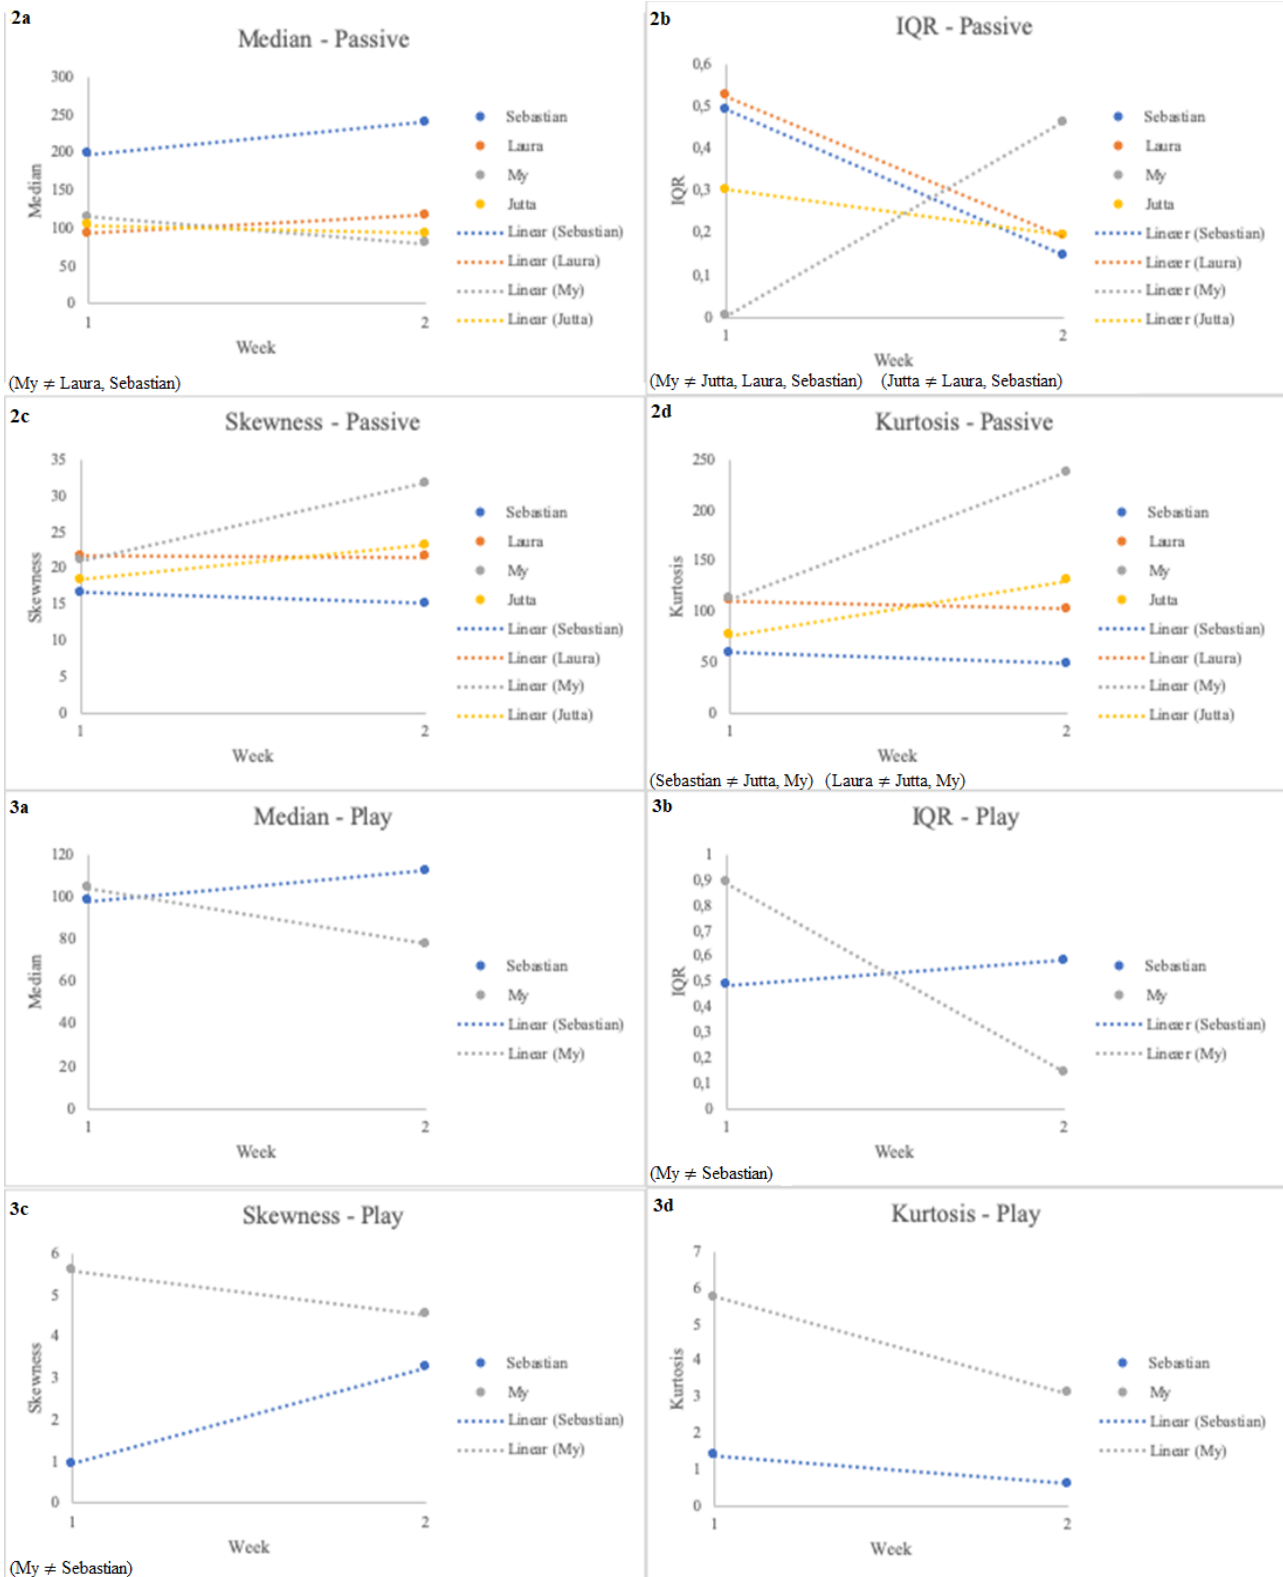 2a
Median - Passive
300
250
200
150
100
50
0
Median
1
2
Week
Sebastian
Laura
My
Jutta
Linear (Sebastian)
Linear (Laura)
Linear (My)
Linear (Jutta)
(My ≠ Laura, Sebastian)
2b
IQR - Passive
0,6
0,5
0,4
0,3
0,2
0,1
0
IQR
1
2
Week
Sebastian
Laura
My
Jutta
Lineær (Sebastian)
Lineær (Laura)
Lineær (My)
Lineær (Jutta)
(My ≠ Jutta, Laura, Sebastian) (Jutta ≠ Laura, Sebastian)
2c
Skewness - Passive
35
30
25
20
15
10
5
0
Skewness
1
2
Week
Sebastian
Laura
My
Jutta
Linear (Sebastian)
Linear (Laura)
Linear (My)
Linear (Jutta)
2d
Kurtosis - Passive
250
200
150
100
50
0
Kurtosis
1
2
Week
Sebastian
Laura
My
Jutta
Linear (Sebastian)
Linear (Laura)
Linear (My)
Linear (Jutta)
(Sebastian ≠ Jutta, My) (Laura ≠ Jutta, My)
3a
Median - Play
120
100
80
60
40
20
0
Median
1
2
Week
Sebastian
My
Linear (Sebastian)
Linear (My)
3b
IQR - Play
1
0,9
0,8
0,7
0,6
0,5
0,4
0,3
0,2
0,1
0
IQR
1
2
Week
Sebastian
My
Lineær (Sebastian)
Lineær (My)
(My ≠ Sebastian)
3c
Skewness - Play
6
5
4
3
2
1
0
Skewness
1
2
Week
Sebastian
My
Linear (Sebastian)
Linear (My)
(My ≠ Sebastian)
3d
Kurtosis - Play
7
6
5
4
3
2
1
0
Kurtosis
1
2
Week
Sebastian
My
Linear (Sebastian)
Linear (My)